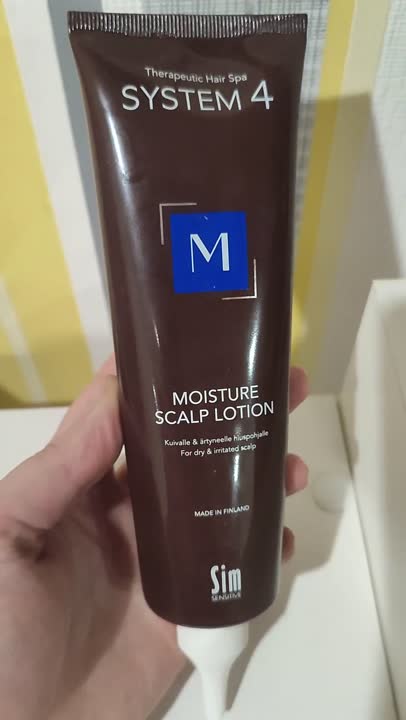 Therapeutic Hair Spa
SYSTEM 4
M
MOISTURE
SCALP LOTION
Kuivalle & ärtyneelle hiuspohjalle
For dry & irritated scalp
MADE IN FINLAND
Sim
SENSITIVE